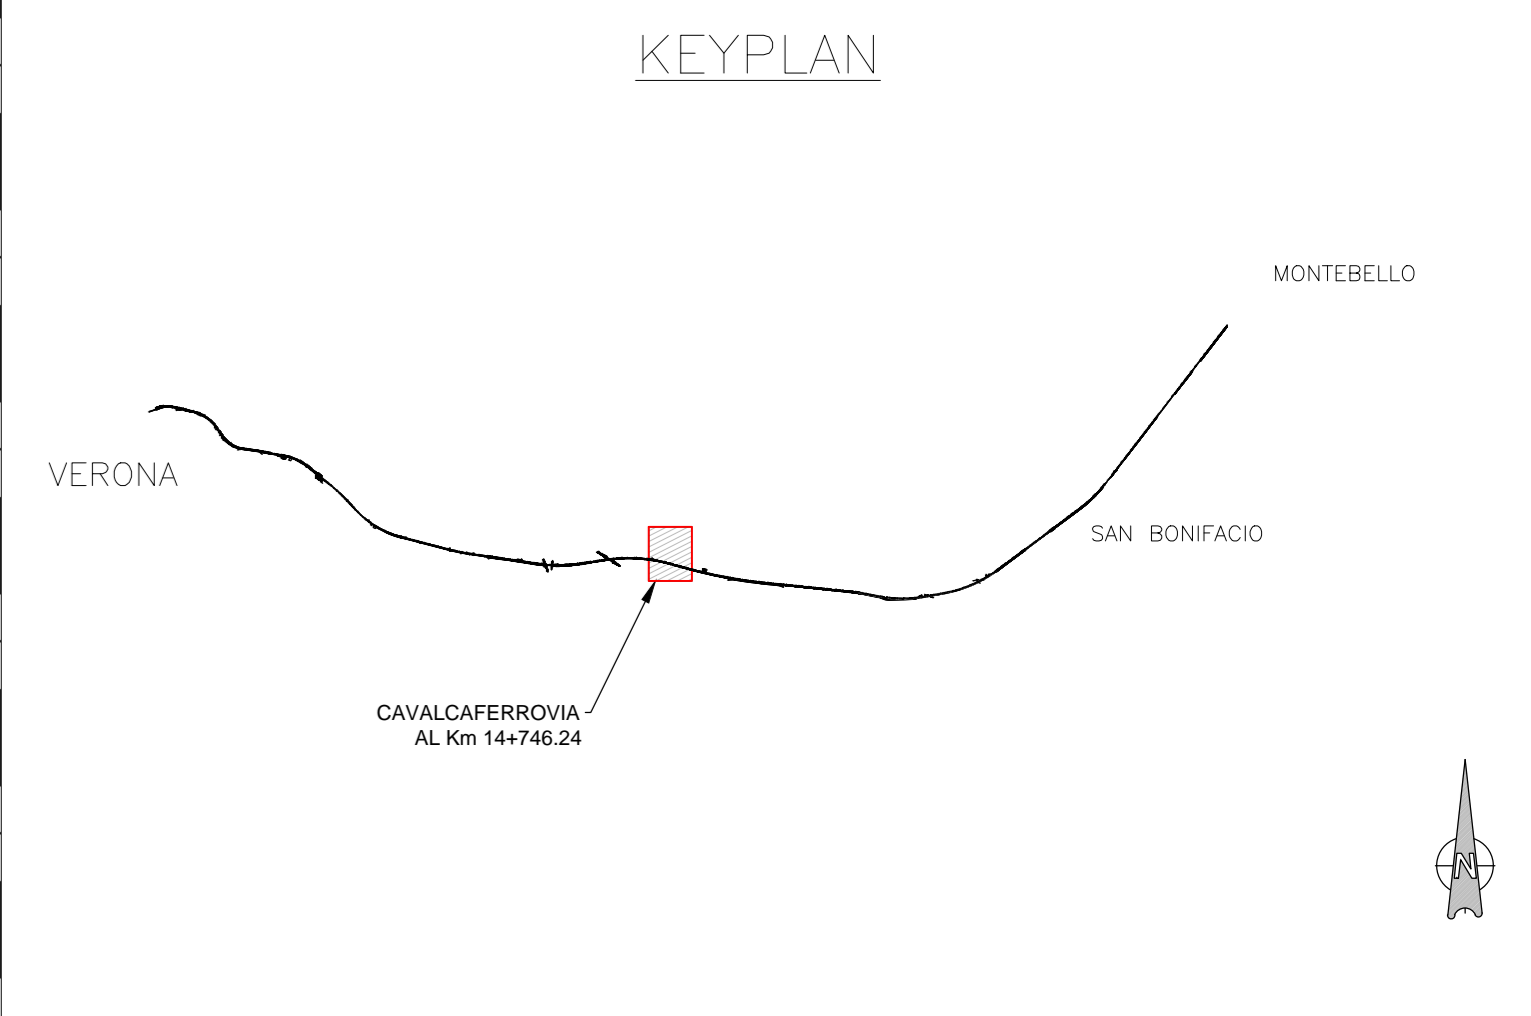 KEYPLAN
MONTEBELLO
VERONA
SAN BONIFACIO
CAVALCAFERROVIA
AL Km 14+746.24
N